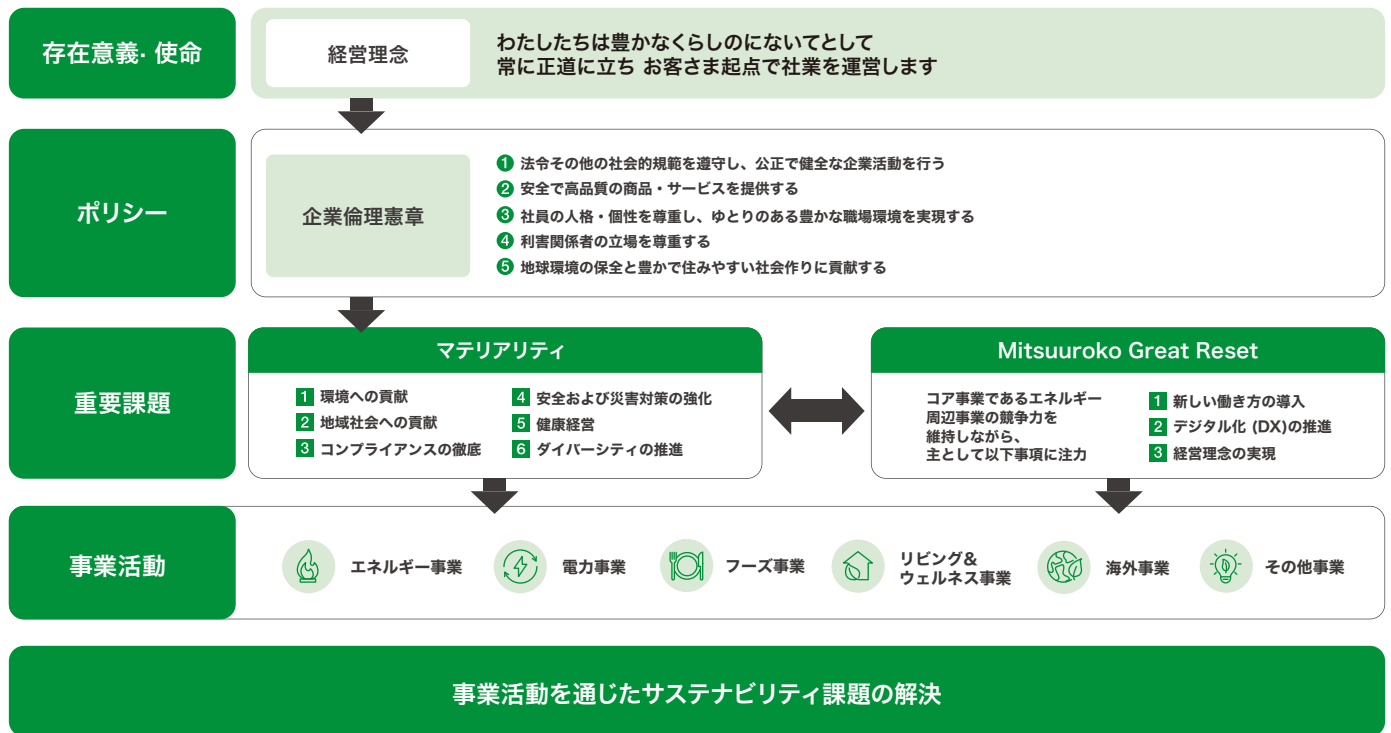 存在意義・使命
経営理念
わたしたちは豊かなくらしのにないてとして
常に正道に立ち お客さま起点で社業を運営します
ポリシー
企業倫理憲章
1 法令その他の社会的規範を遵守し、公正で健全な企業活動を行う
2 安全で高品質の商品・サービスを提供する
3 社員の人格・個性を尊重し、ゆとりのある豊かな職場環境を実現する
4 利害関係者の立場を尊重する
5 地球環境の保全と豊かで住みやすい社会作りに貢献する
重要課題
マテリアリティ
1 環境への貢献
2 地域社会への貢献
3 コンプライアンスの徹底
4 安全および災害対策の強化
5 健康経営
6 ダイバーシティの推進
Mitsuuroko Great Reset
コア事業であるエネルギー
周辺事業の競争力を
維持しながら、
主として以下事項に注力
1 新しい働き方の導入
2 デジタル化 (DX)の推進
3 経営理念の実現
事業活動
エネルギー事業
電力事業
フーズ事業
リビング&
ウェルネス事業
海外事業
その他事業
事業活動を通じたサステナビリティ課題の解決